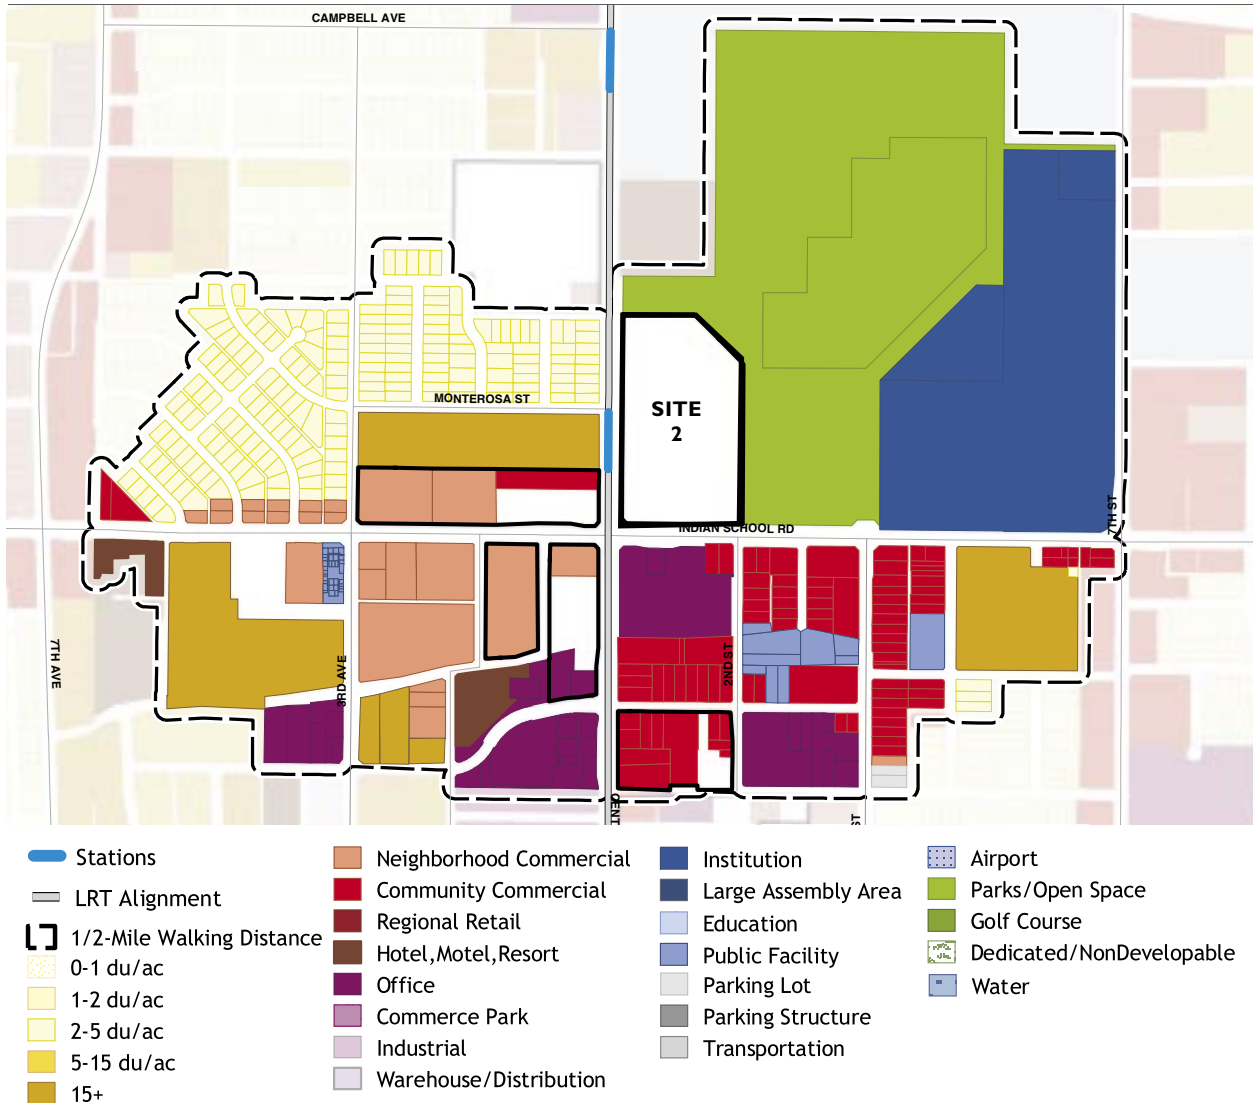 CAMPBELL AVE
MONTEROSA ST
SITE
2
INDIAN SCHOOL RD
7TH ST
7TH AVE
3RD AVE
2ND ST
CENT
ST
Stations
LRT Alignment
1/2-Mile Walking Distance
0-1 du/ac
1-2 du/ac
2-5 du/ac
5-15 du/ac
15+
Neighborhood Commercial
Community Commercial
Regional Retail
Hotel,Motel,Resort
Office
Commerce Park
Industrial
Warehouse/Distribution
Institution
Large Assembly Area
Education
Public Facility
Parking Lot
Parking Structure
Transportation
Airport
Parks/Open Space
Golf Course
Dedicated/NonDevelopable
Water